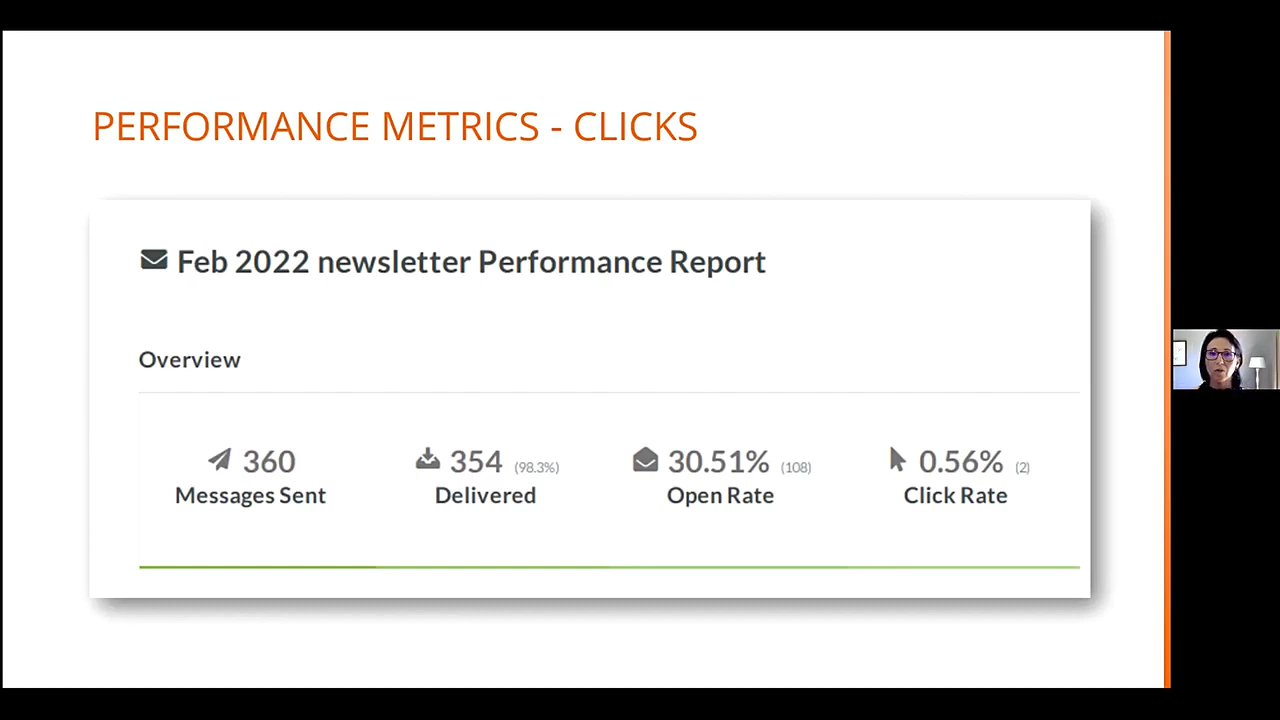 PERFORMANCE METRICS - CLICKS
Feb 2022 newsletter Performance Report
Overview
360
Messages Sent
354 (98.3%)
Delivered
30.51% (108)
Open Rate
0.56% (2)
Click Rate